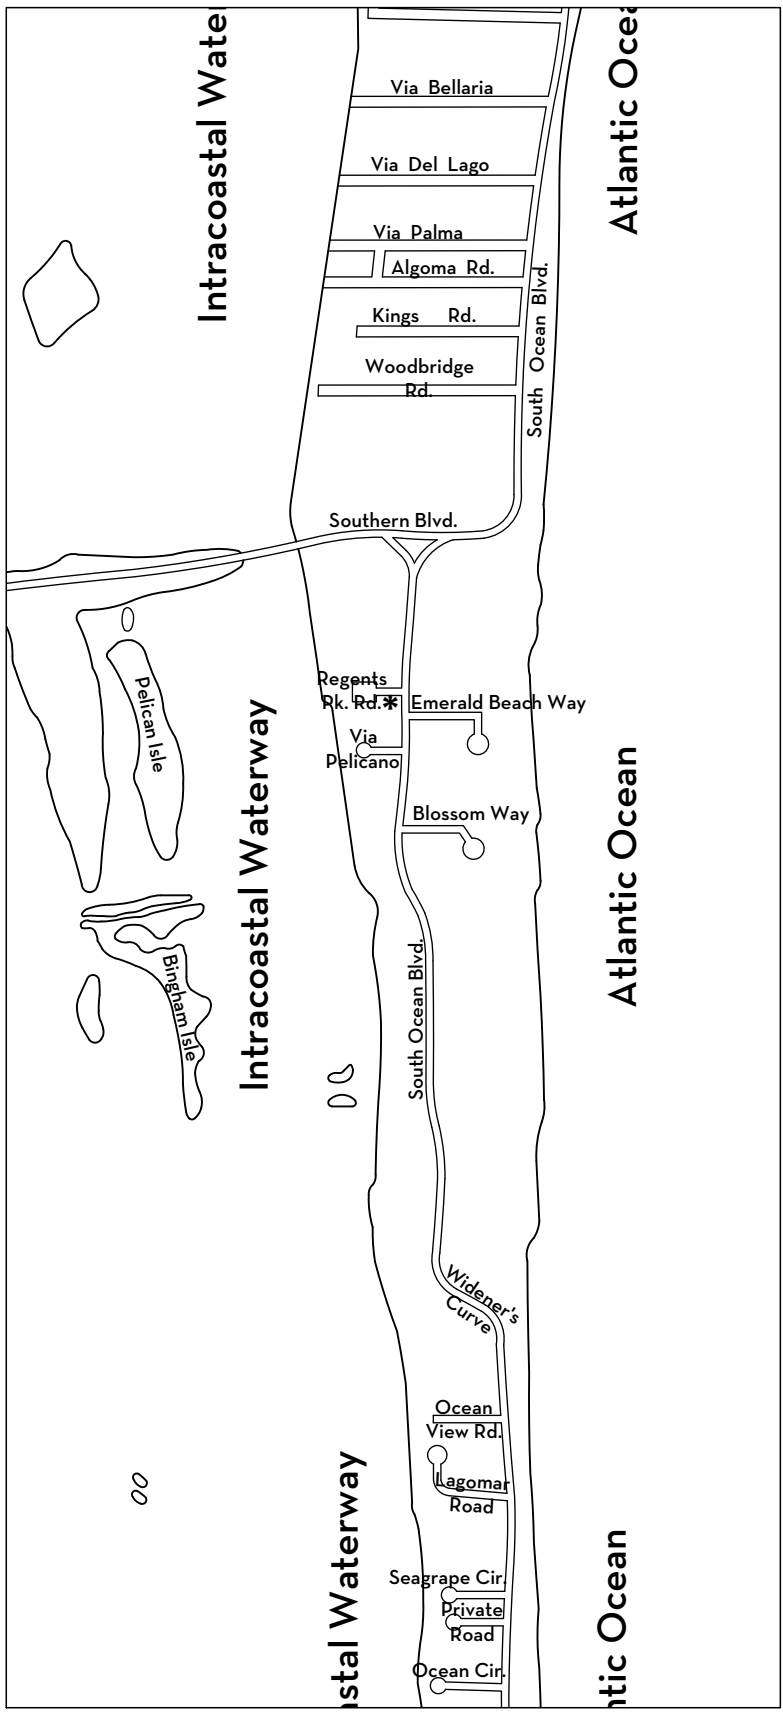 Intracoastal Water
Atlantic Ocea
Via Bellaria
Via Del Lago
Via Palma
Algoma Rd.
Kings Rd.
South Ocean Blvd.
Woodbridge
Rd.
Southern Blvd.
Pelican Isle
Regents
Pk. Rd.*
Emerald Beach Way
Via
Pelicano
Intracoastal Waterway
Atlantic Ocean
Blossom Way
Bingham Isle
South Ocean Blvd.
Widener's
Curve
Ocean
View Rd.
Lagomar
Road
stal Waterway
ntic Ocean
Seagrape Cir.
Private
Road
Ocean Cir.